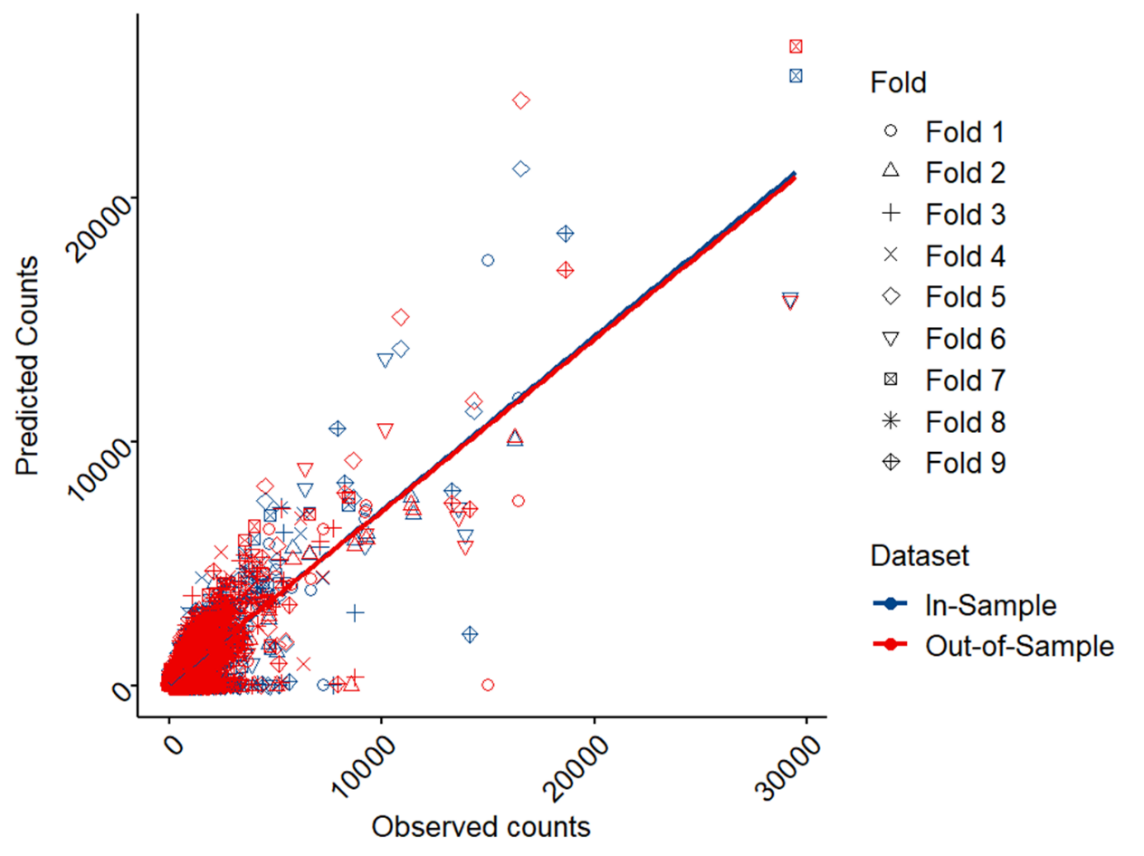 Predicted Counts
20000
10000
0
0
10000
20000
30000
Observed counts
Fold
Fold 1
Fold 2
Fold 3
Fold 4
Fold 5
Fold 6
Fold 7
Fold 8
Fold 9
Dataset
In-Sample
Out-of-Sample